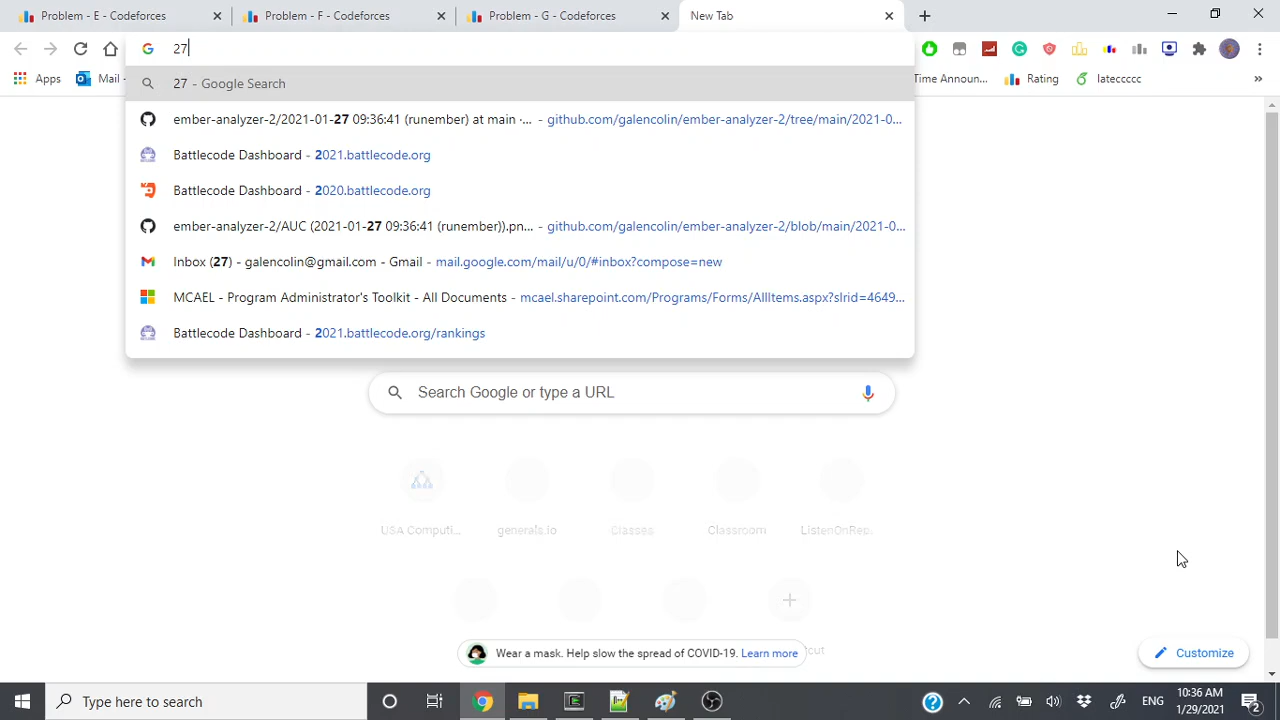 Problem - E - Codeforces
Problem - F - Codeforces
Problem - G - Codeforces
New Tab
27
Apps
Mail
Time Announ...
Rating
lateccccc
»
27 - Google Search
ember-analyzer-2/2021-01-27 09:36:41 (runember) at main ·... - github.com/galencolin/ember-analyzer-2/tree/main/2021-0...
Battlecode Dashboard - 2021.battlecode.org
Battlecode Dashboard - 2020.battlecode.org
ember-analyzer-2/AUC (2021-01-27 09:36:41 (runember)).pn... - github.com/galencolin/ember-analyzer-2/blob/main/2021-0...
Inbox (27) - galencolin@gmail.com - Gmail - mail.google.com/mail/u/0/#inbox?compose=new
MCAEL - Program Administrator's Toolkit - All Documents - mcael.sharepoint.com/Programs/Forms/AllItems.aspx?slrid=4649...
Battlecode Dashboard - 2021.battlecode.org/rankings
Search Google or type a URL
USA Computi...
generals.io
Classes
Classroom
ListenOnRep...
Wear a mask. Help slow the spread of COVID-19. Learn more
Customize
Type here to search
ENG
10:36 AM
1/29/2021
2